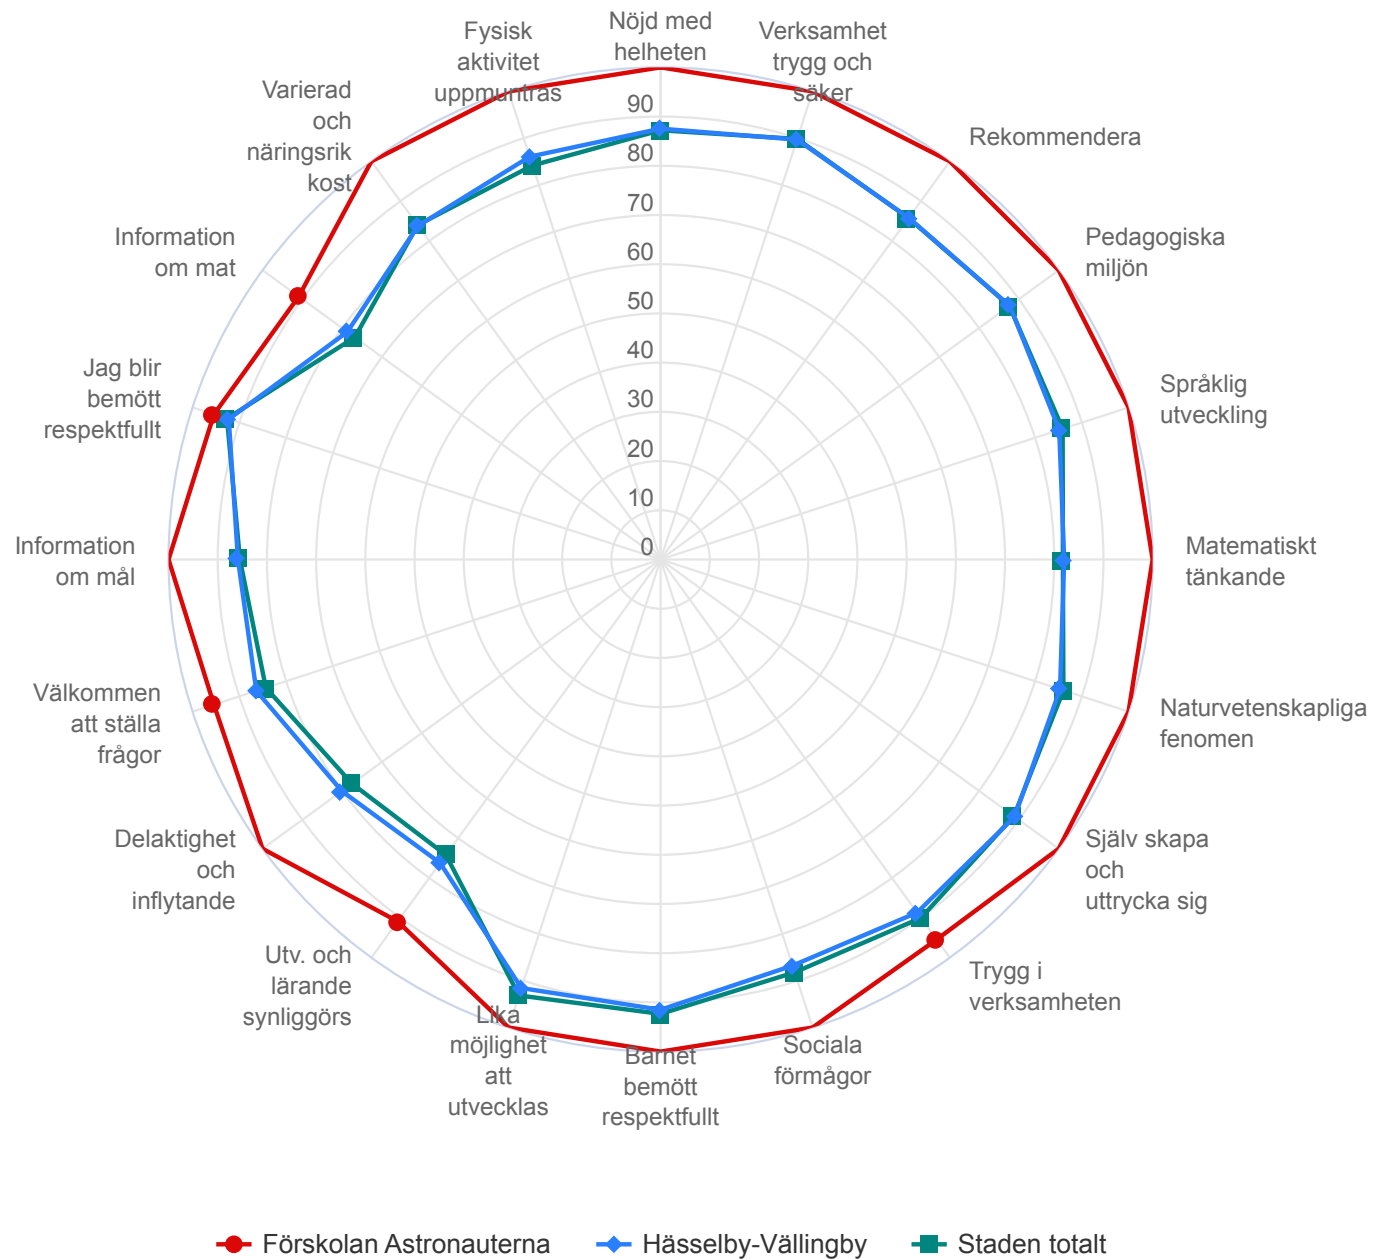 Nöjd med
helheten
Verksamhet
trygg och
säker
Rekommendera
Pedagogiska
miljön
Språklig
utveckling
Matematiskt
tänkande
Naturvetenskapliga
fenomen
Själv skapa
och
uttrycka sig
Trygg i
verksamheten
Sociala
förmågor
Barnet
bemött
respektfullt
Lika
möjlighet
att
utvecklas
Utv. och
lärande
synliggörs
Delaktighet
och
inflytande
Välkommen
att ställa
frågor
Information
om mål
Jag blir
bemött
respektfullt
Information
om mat
Varierad
och
näringsrik
kost
Fysisk
aktivitet
uppmuntras
90
80
70
60
50
40
30
20
10
0
Förskolan Astronauterna
Hässelby-Vällingby
Staden totalt